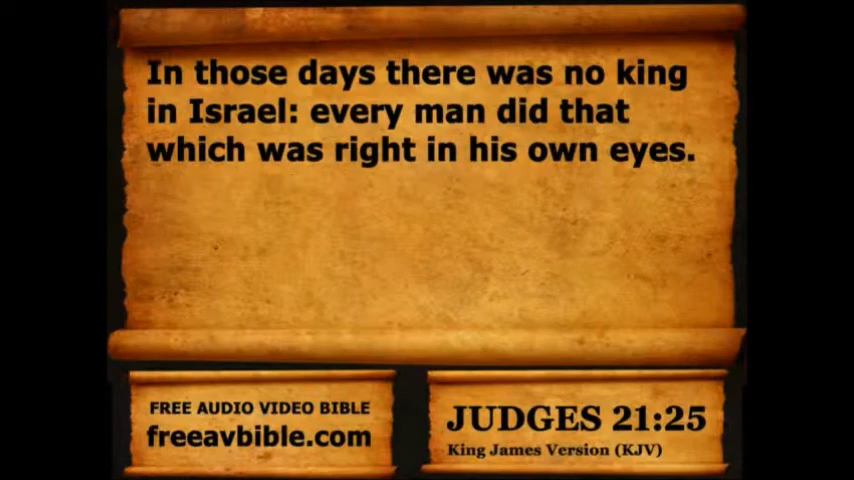 In those days there was no king
in Israel: every man did that
which was right in his own eyes.
FREE AUDIO VIDEO BIBLE
freeavbible.com
JUDGES 21:25
King James Version (KJV)